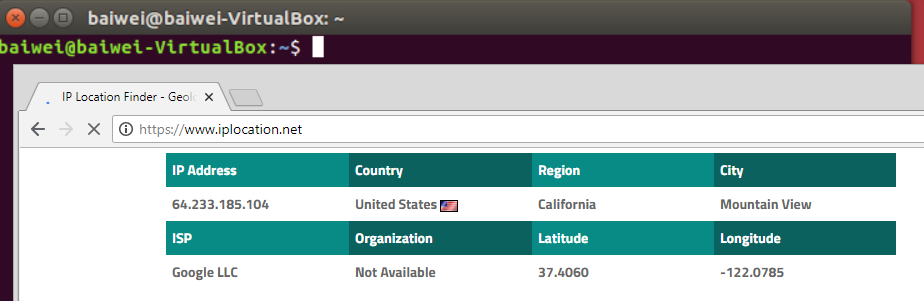 baiwei@baiwei-VirtualBox: ~
baiwei@baiwei-VirtualBox:~$
IP Location Finder - Geol
https://www.iplocation.net
IP Address Country Region City
64.233.185.104 United States California Mountain View
ISP Organization Latitude Longitude
Google LLC Not Available 37.4060 -122.0785